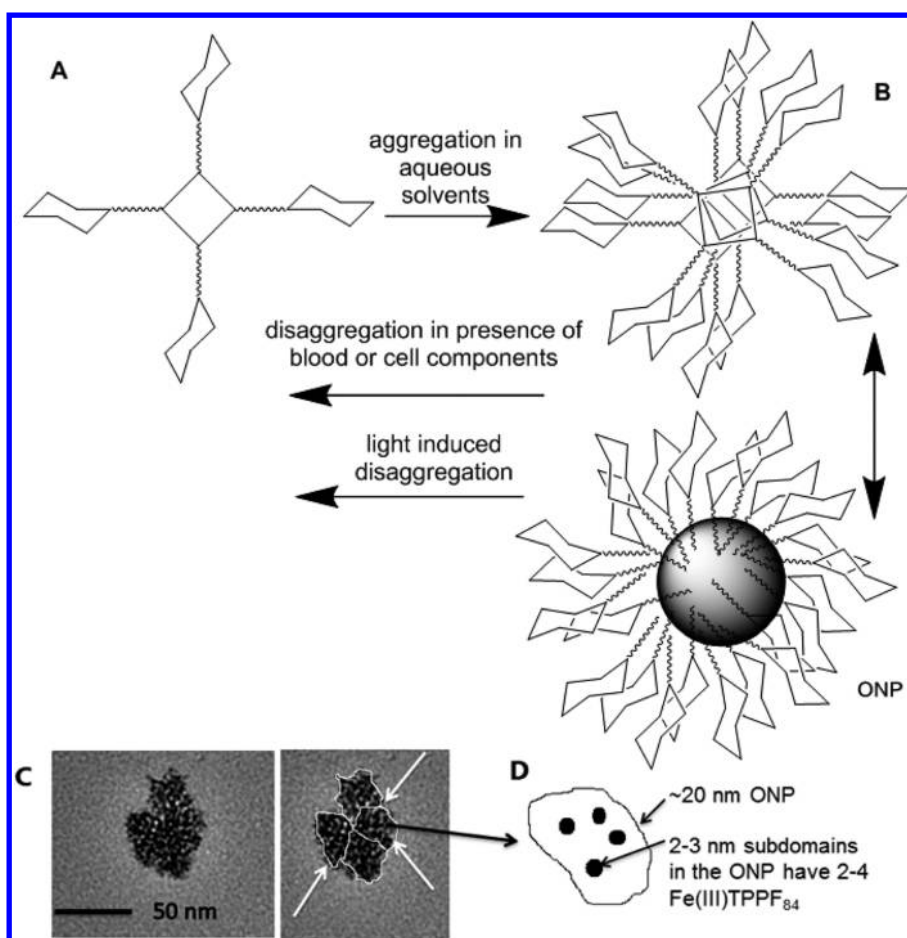 A
B
aggregation in
aqueous
solvents
disaggregation in presence of
blood or cell components
light induced
disaggregation
ONP
C
50 nm
D
~20 nm ONP
2-3 nm subdomains
in the ONP have 2-4
Fe(III)TPPF₈₄